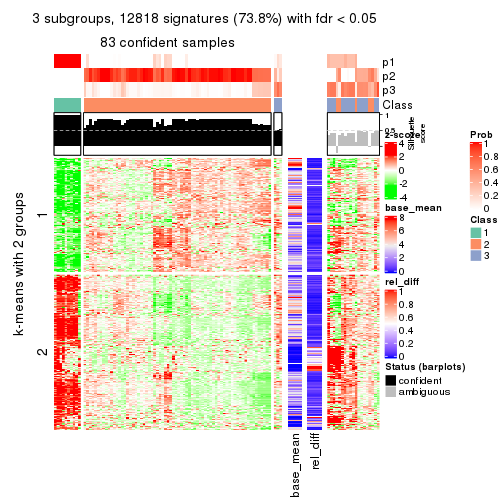 3 subgroups, 12818 signatures (73.8%) with fdr < 0.05
83 confident samples
p1
p2
p3
Class
1
0.5
Silhouette
score
z-score
4
2
0
-2
-4
base_mean
8
6
4
2
0
rel_diff
1
0.8
0.6
0.4
0.2
0
Status (barplots)
confident
ambiguous
Prob
1
0.8
0.6
0.4
0.2
0
Class
1
2
3
k-means with 2 groups
1
2
base_mean
rel_diff